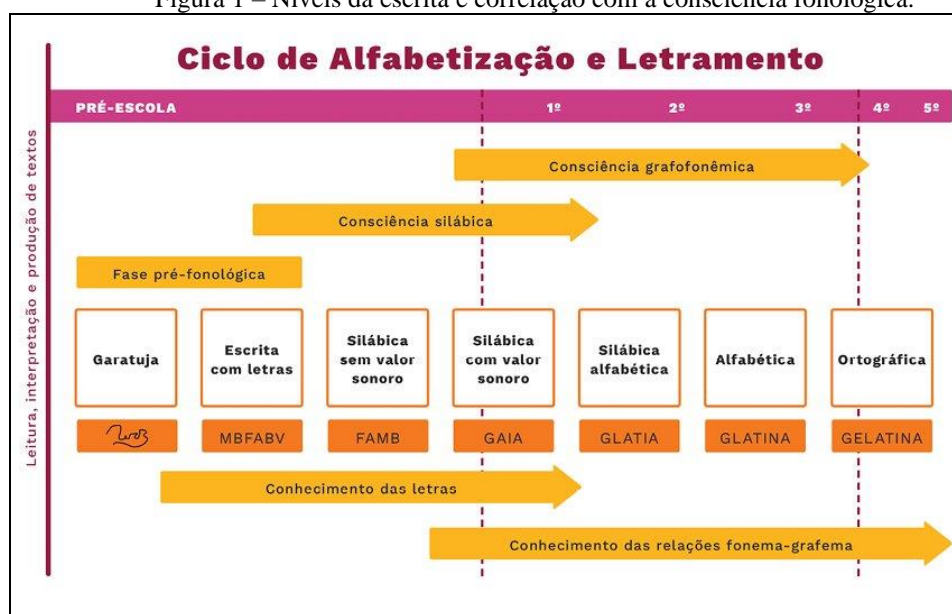 Figura 1 – Níveis da escrita e correlação com a consciência fonológica.
Ciclo de Alfabetização e Letramento
PRÉ-ESCOLA 1º 2º 3º 4º 5º
Leitura, interpretação e produção de textos
Consciência grafofonêmica
Consciência silábica
Fase pré-fonológica
Garatuja
Escrita
com letras
Silábica
sem valor
sonoro
Silábica
com valor
sonoro
Silábica
alfabética
Alfabética
Ortográfica
MBFABV
FAMB
GAIA
GLATIA
GLATINA
GELATINA
Conhecimento das letras
Conhecimento das relações fonema-grafema